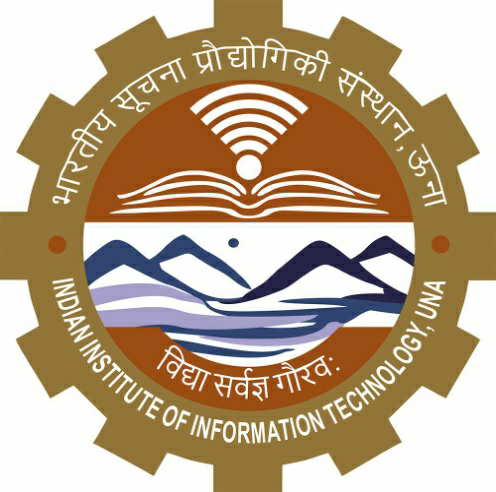 भारतीय सूचना प्रौद्योगिकी संस्थान, ऊना
विद्या सर्वज्ञ गौरव:
INDIAN INSTITUTE OF INFORMATION TECHNOLOGY, UNA